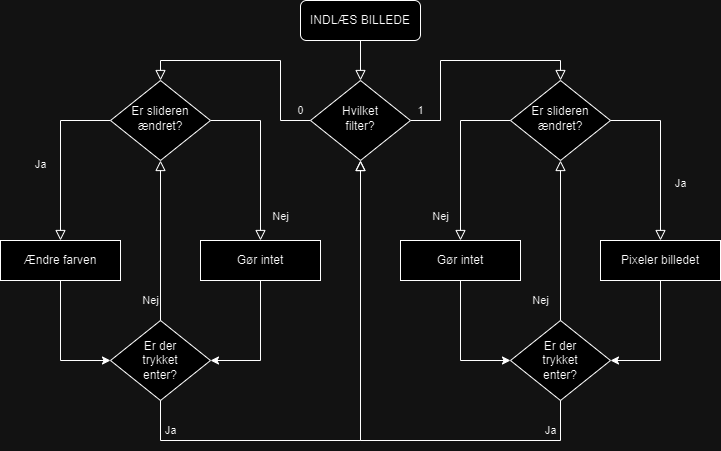 INDLÆS BILLEDE
Er slideren
ændret?
0
Hvilket
filter?
1
Er slideren
ændret?
Ja
Nej
Nej
Ja
Ændre farven
Gør intet
Gør intet
Pixeler billedet
Nej
Nej
Er der
trykket
enter?
Er der
trykket
enter?
Ja
Ja